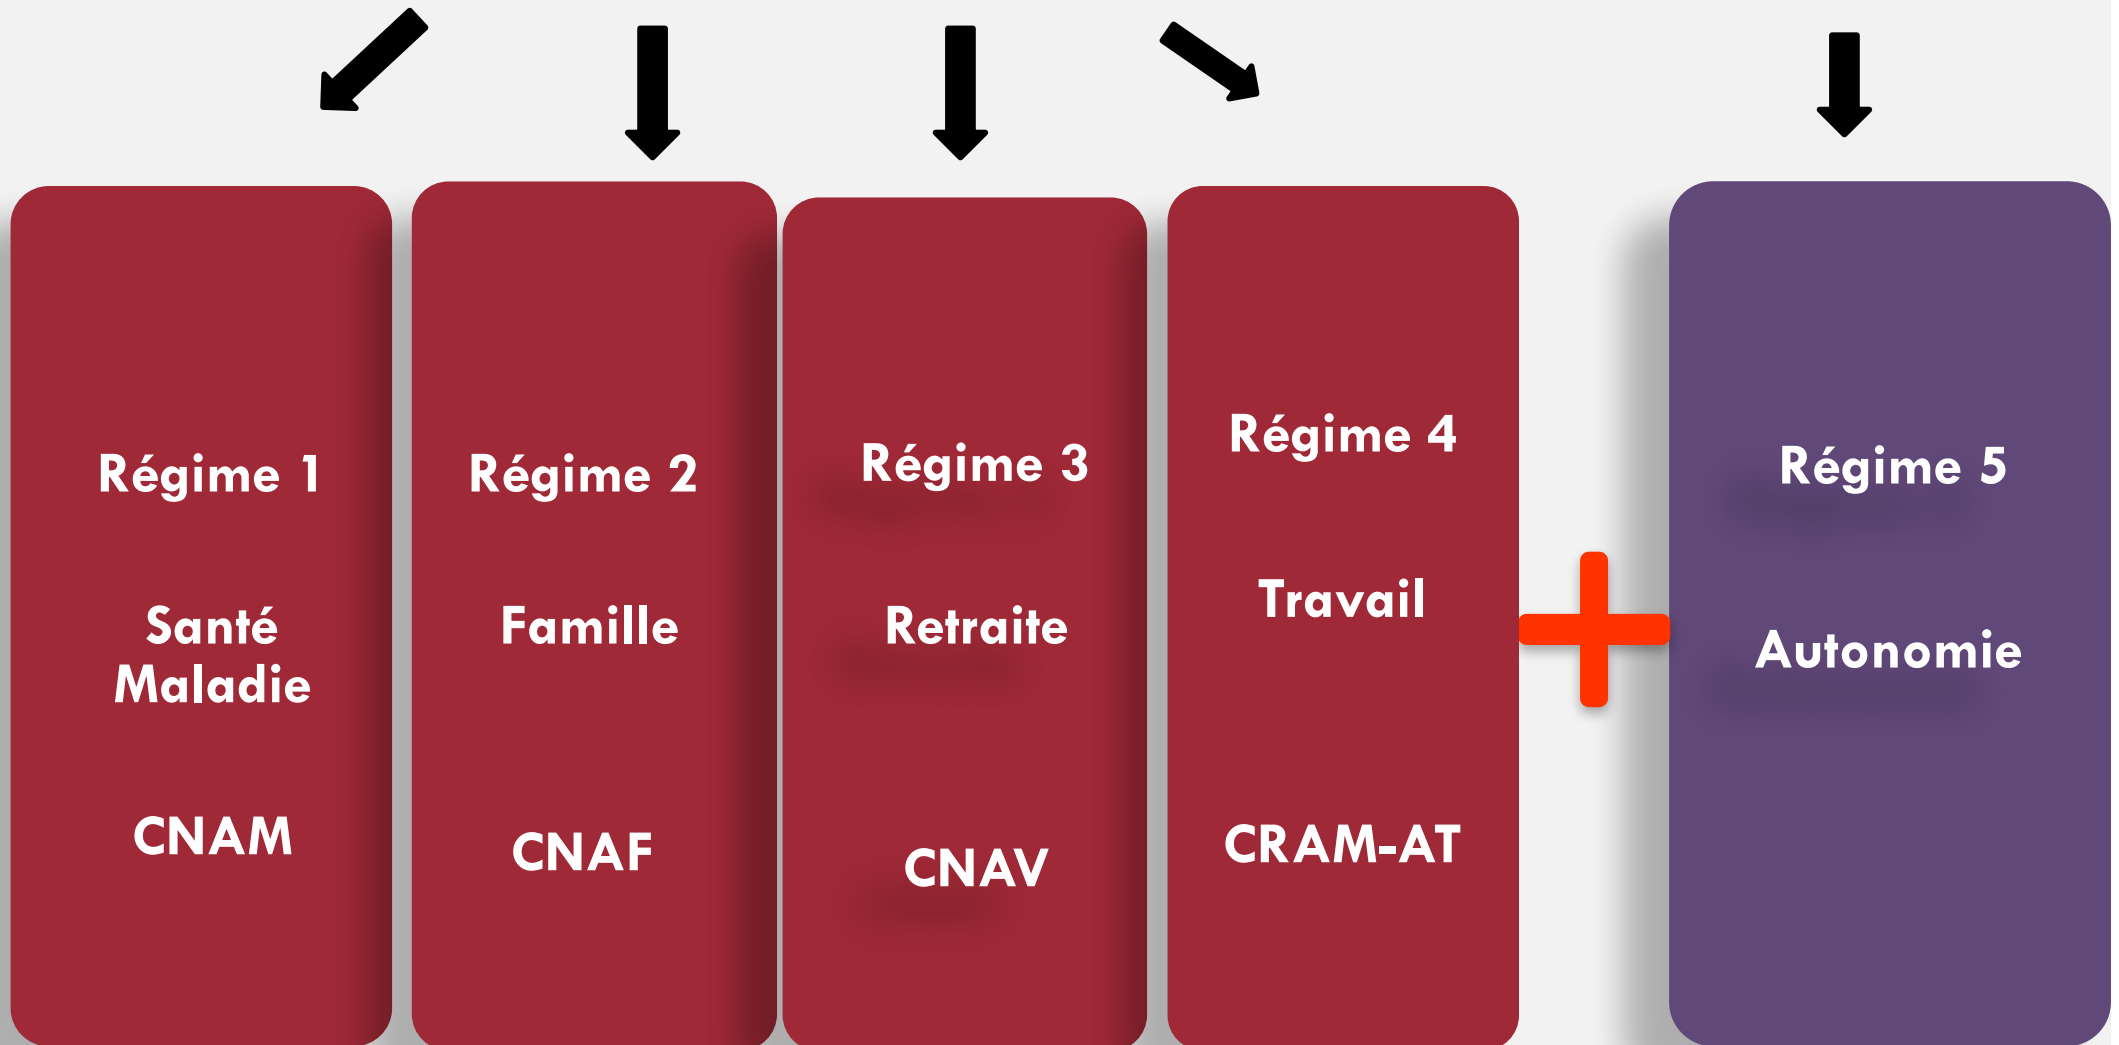 Régime 1
Santé
Maladie
CNAM
Régime 2
Famille
CNAF
Régime 3
Retraite
CNAV
Régime 4
Travail
CRAM-AT
Régime 5
Autonomie